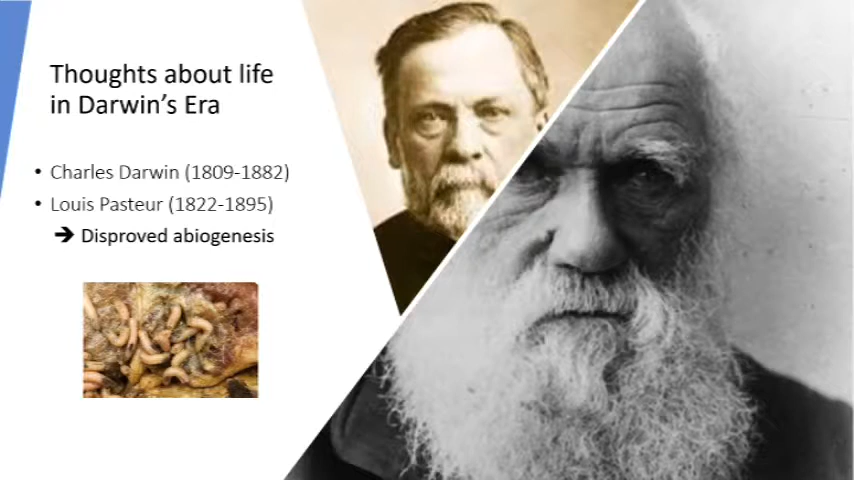 Thoughts about life
in Darwin's Era
• Charles Darwin (1809-1882)
• Louis Pasteur (1822-1895)
➔ Disproved abiogenesis